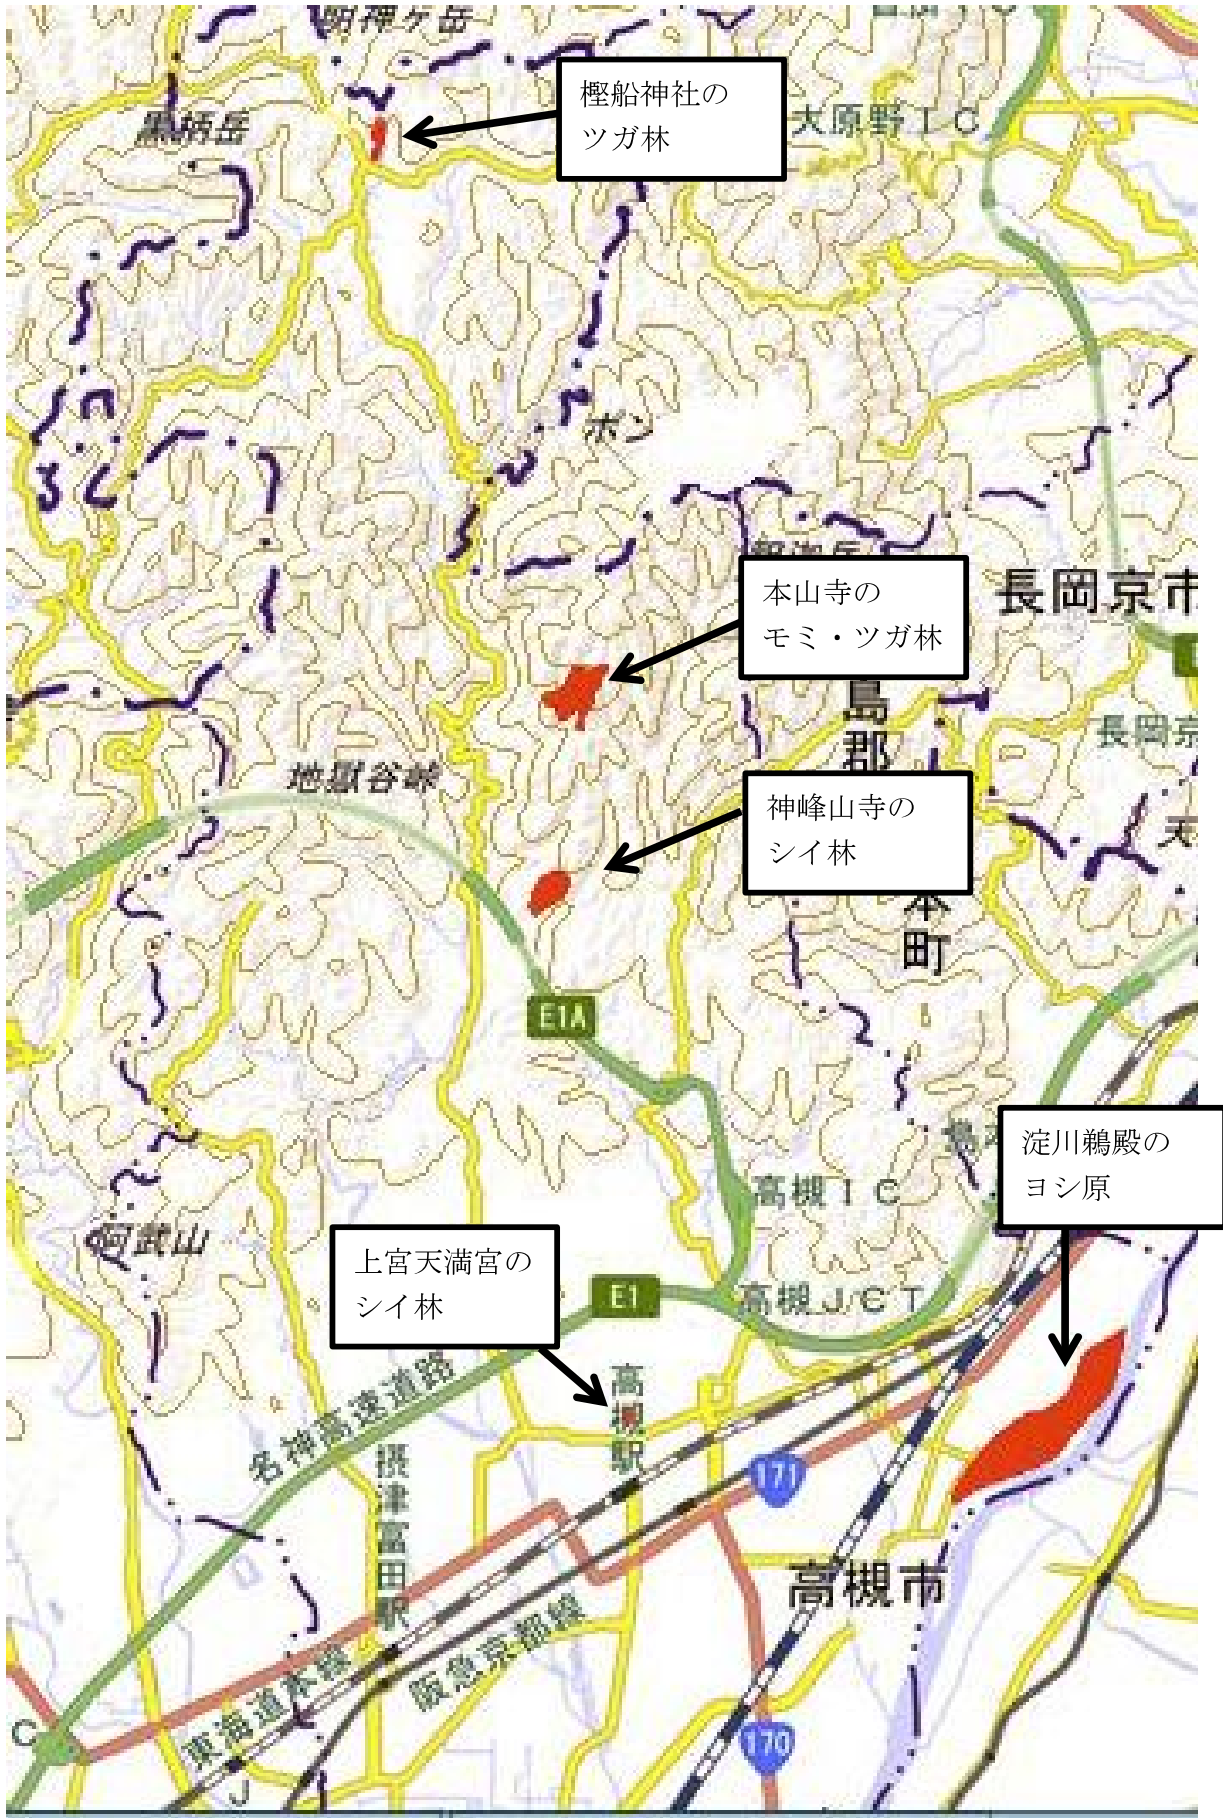 明神ヶ岳
樫船神社の
ツガ林
大原野IC
黒柄岳
ポン
本山寺の
モミ・ツガ林
長岡京市
島郡
長岡京
地獄谷峠
神峰山寺の
シイ林
天
本町
E1A
淀川鵜殿の
ヨシ原
高槻IC
阿武山
上宮天満宮の
シイ林
E1
高槻JCT
名神高速道路
高槻駅
摂津富田駅
171
高槻市
阪急京都線
東海道本線
C
170
J